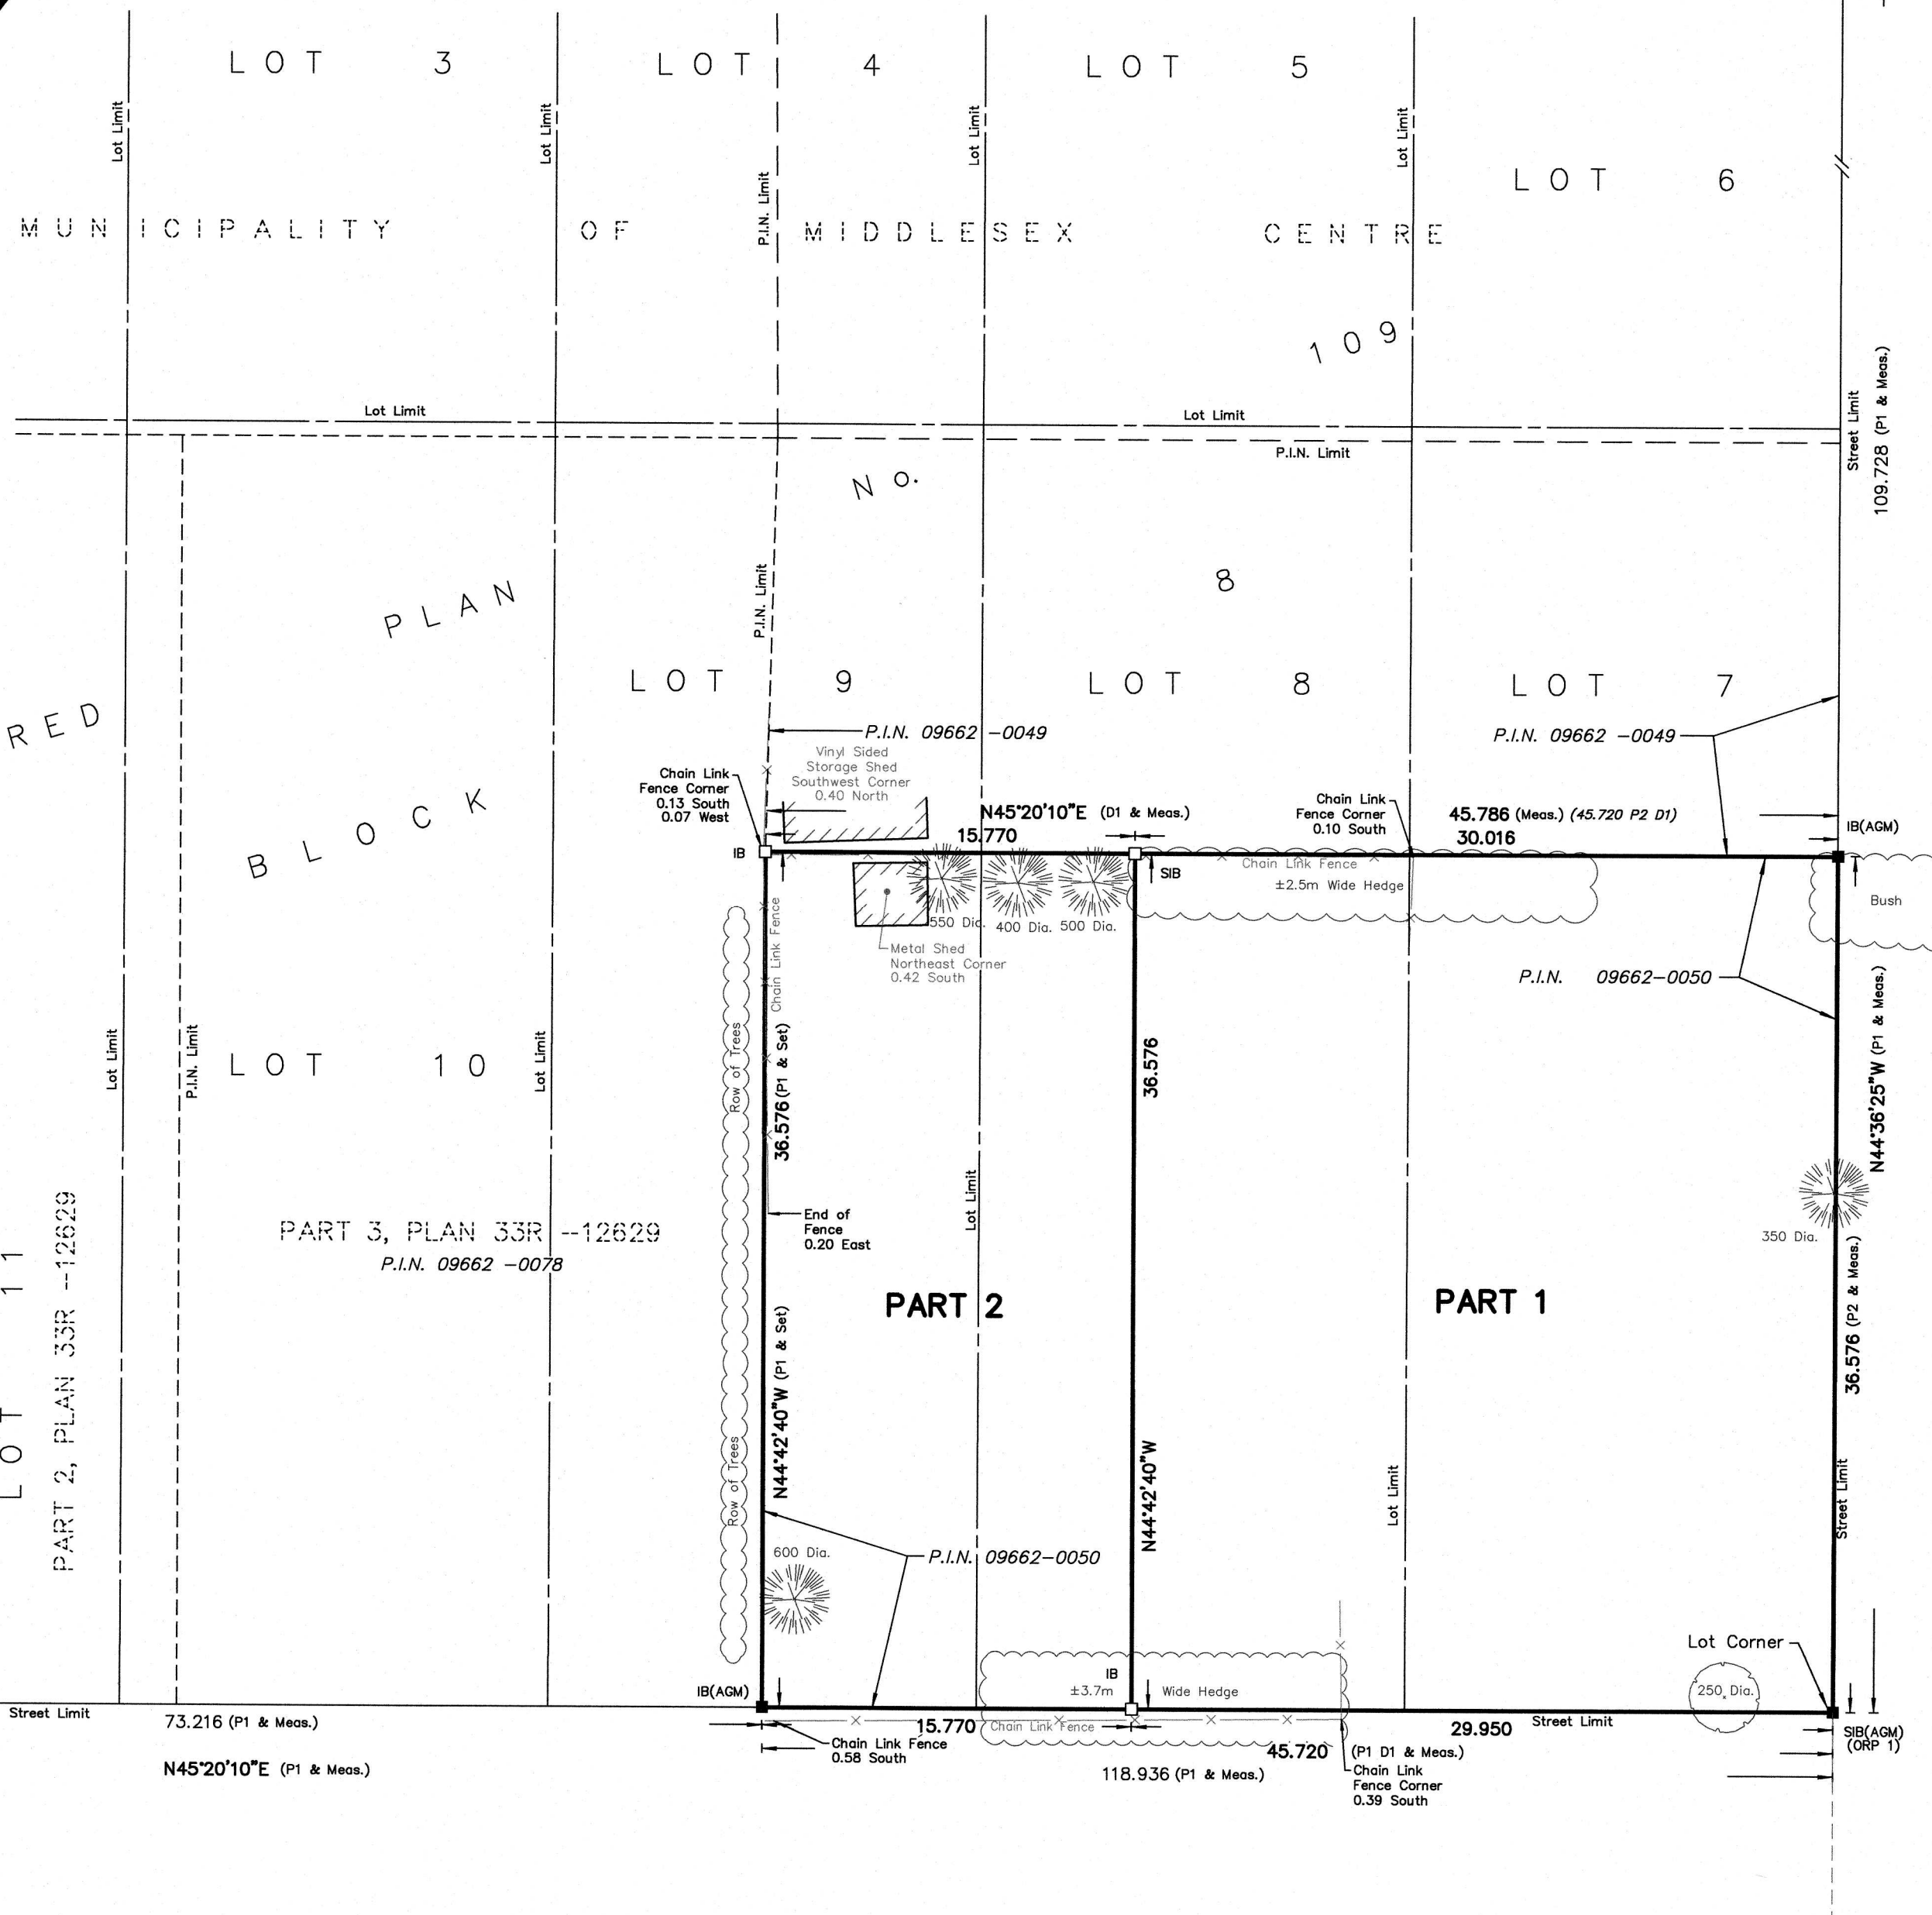 LOT 3
LOT 4
LOT 5
LOT 6
Lot Limit
Lot Limit
P.I.N. Limit
Lot Limit
Lot Limit
MUNICIPALITY OF MIDDLESEX CENTRE
109
Street Limit
109.728 (P1 & Meas.)
Lot Limit
Lot Limit
P.I.N. Limit
No.
8
PLAN
P.I.N. Limit
LOT 9
LOT 8
LOT 7
RED
BLOCK
P.I.N. 09662 -0049
P.I.N. 09662 -0049
Vinyl Sided
Storage Shed
Southwest Corner
0.40 North
Chain Link
Fence Corner
0.13 South
0.07 West
N45°20'10"E (D1 & Meas.)
15.770
Chain Link
Fence Corner
0.10 South
45.786 (Meas.) (45.720 P2 D1)
30.016
IB(AGM)
IB
SIB
Chain Link Fence
±2.5m Wide Hedge
Bush
550 Dia.
400 Dia.
500 Dia.
Metal Shed
Northeast Corner
0.42 South
Chain Link Fence
Chain Link Fence
P.I.N. 09662-0050
N44°36'25"W (P1 & Meas.)
Lot Limit
P.I.N. Limit
LOT 10
Lot Limit
Row of Trees
36.576 (P1 & Set)
36.576
Lot Limit
End of
Fence
0.20 East
350 Dia.
PART 3, PLAN 33R -12629
P.I.N. 09662 -0078
LOT 11
PART 2, PLAN 33R -12629
PART 2
PART 1
36.576 (P2 & Meas.)
N44°42'40"W (P1 & Set)
N44°42'40"W
Row of Trees
Lot Limit
Street Limit
600 Dia.
P.I.N. 09662-0050
Lot Corner
IB(AGM)
IB
±3.7m Wide Hedge
250 Dia.
Street Limit
73.216 (P1 & Meas.)
15.770
Chain Link Fence
29.950
Street Limit
SIB(AGM)
(ORP 1)
Chain Link Fence
0.58 South
45.720 (P1 D1 & Meas.)
N45°20'10"E (P1 & Meas.)
118.936 (P1 & Meas.)
Chain Link
Fence Corner
0.39 South